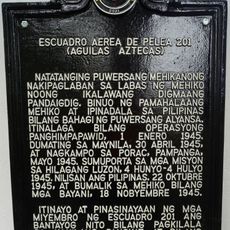 ESCUADRO AEREA DE PELEA 201
(AGUILAS AZTECAS)
NATATANGING PUWERSANG MEHIKANONG
NAKIPAGLABAN SA LABAS NG MEHIKO
NOONG IKALAWANG DIGMAANG
PANDAIGDIG. BINUO NG PAMAHALAANG
MEHIKO AT IPINADALA SA PILIPINAS
BILANG BAHAGI NG PUWERSANG ALYANSA.
ITINALAGA BILANG OPERASYONG
PANGHIMPAPAWID, 1 ENERO 1945.
DUMATING SA MAYNILA, 30 ABRIL 1945,
AT NAGKAMPO SA PORAC, PAMPANGA,
MAYO 1945. SUMUPORTA SA MGA MISYON
SA HILAGANG LUZON, 4 HUNYO-4 HULYO
1945. NILISAN ANG PILIPINAS, 22 OKTUBRE
1945, AT BUMALIK SA MEHIKO BILANG
MGA BAYANI, 18 NOBYEMBRE 1945.
ITINAYO AT PINASINAYAAN NG MGA
MIYEMBRO NG ESCUADRO 201 ANG
BANTAYOG NITO BILANG PAGKILALA